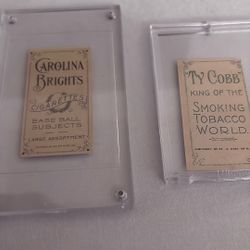 CAROLINA
BRIGHTS
CIGARETTES
BASE BALL
SUBJECTS
LARGE ASSORTMENT
"TY COBB"
KING OF THE
SMOKING
TOBACCO
WORLD.